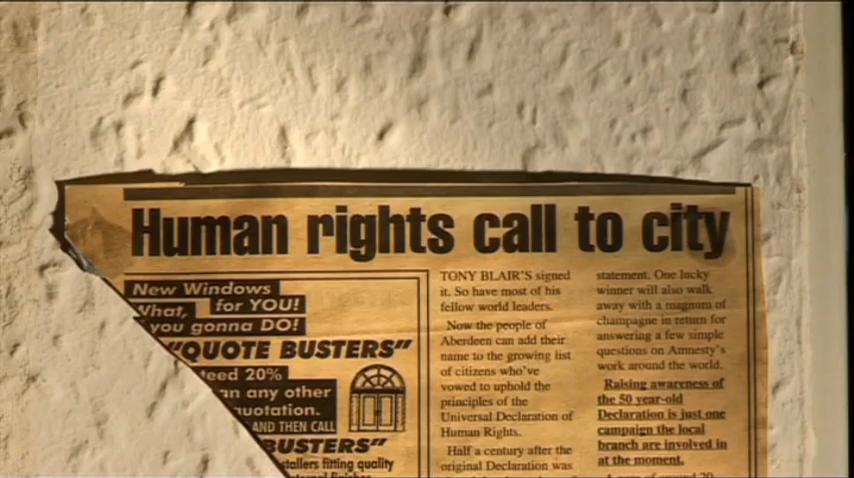 Human rights call to city
New Windows
What, for YOU!
you gonna DO!
"QUOTE BUSTERS"
20%
any other
AND THEN CALL
BUSTERS"
fitting quality
TONY BLAIR'S signed
it. So have most of his
fellow world leaders.
Now the people of
Aberdeen can add their
name to the growing list
of citizens who've
vowed to uphold the
principles of the
Universal Declaration of
Human Rights.
Half a century after the
original Declaration was
statement. One lucky
winner will also walk
away with a magnum of
champagne in return for
answering a few simple
questions on Amnesty's
work around the world.
Raising awareness of
the 50 year-old
Declaration is just one
campaign the local
branch are involved in
at the moment.